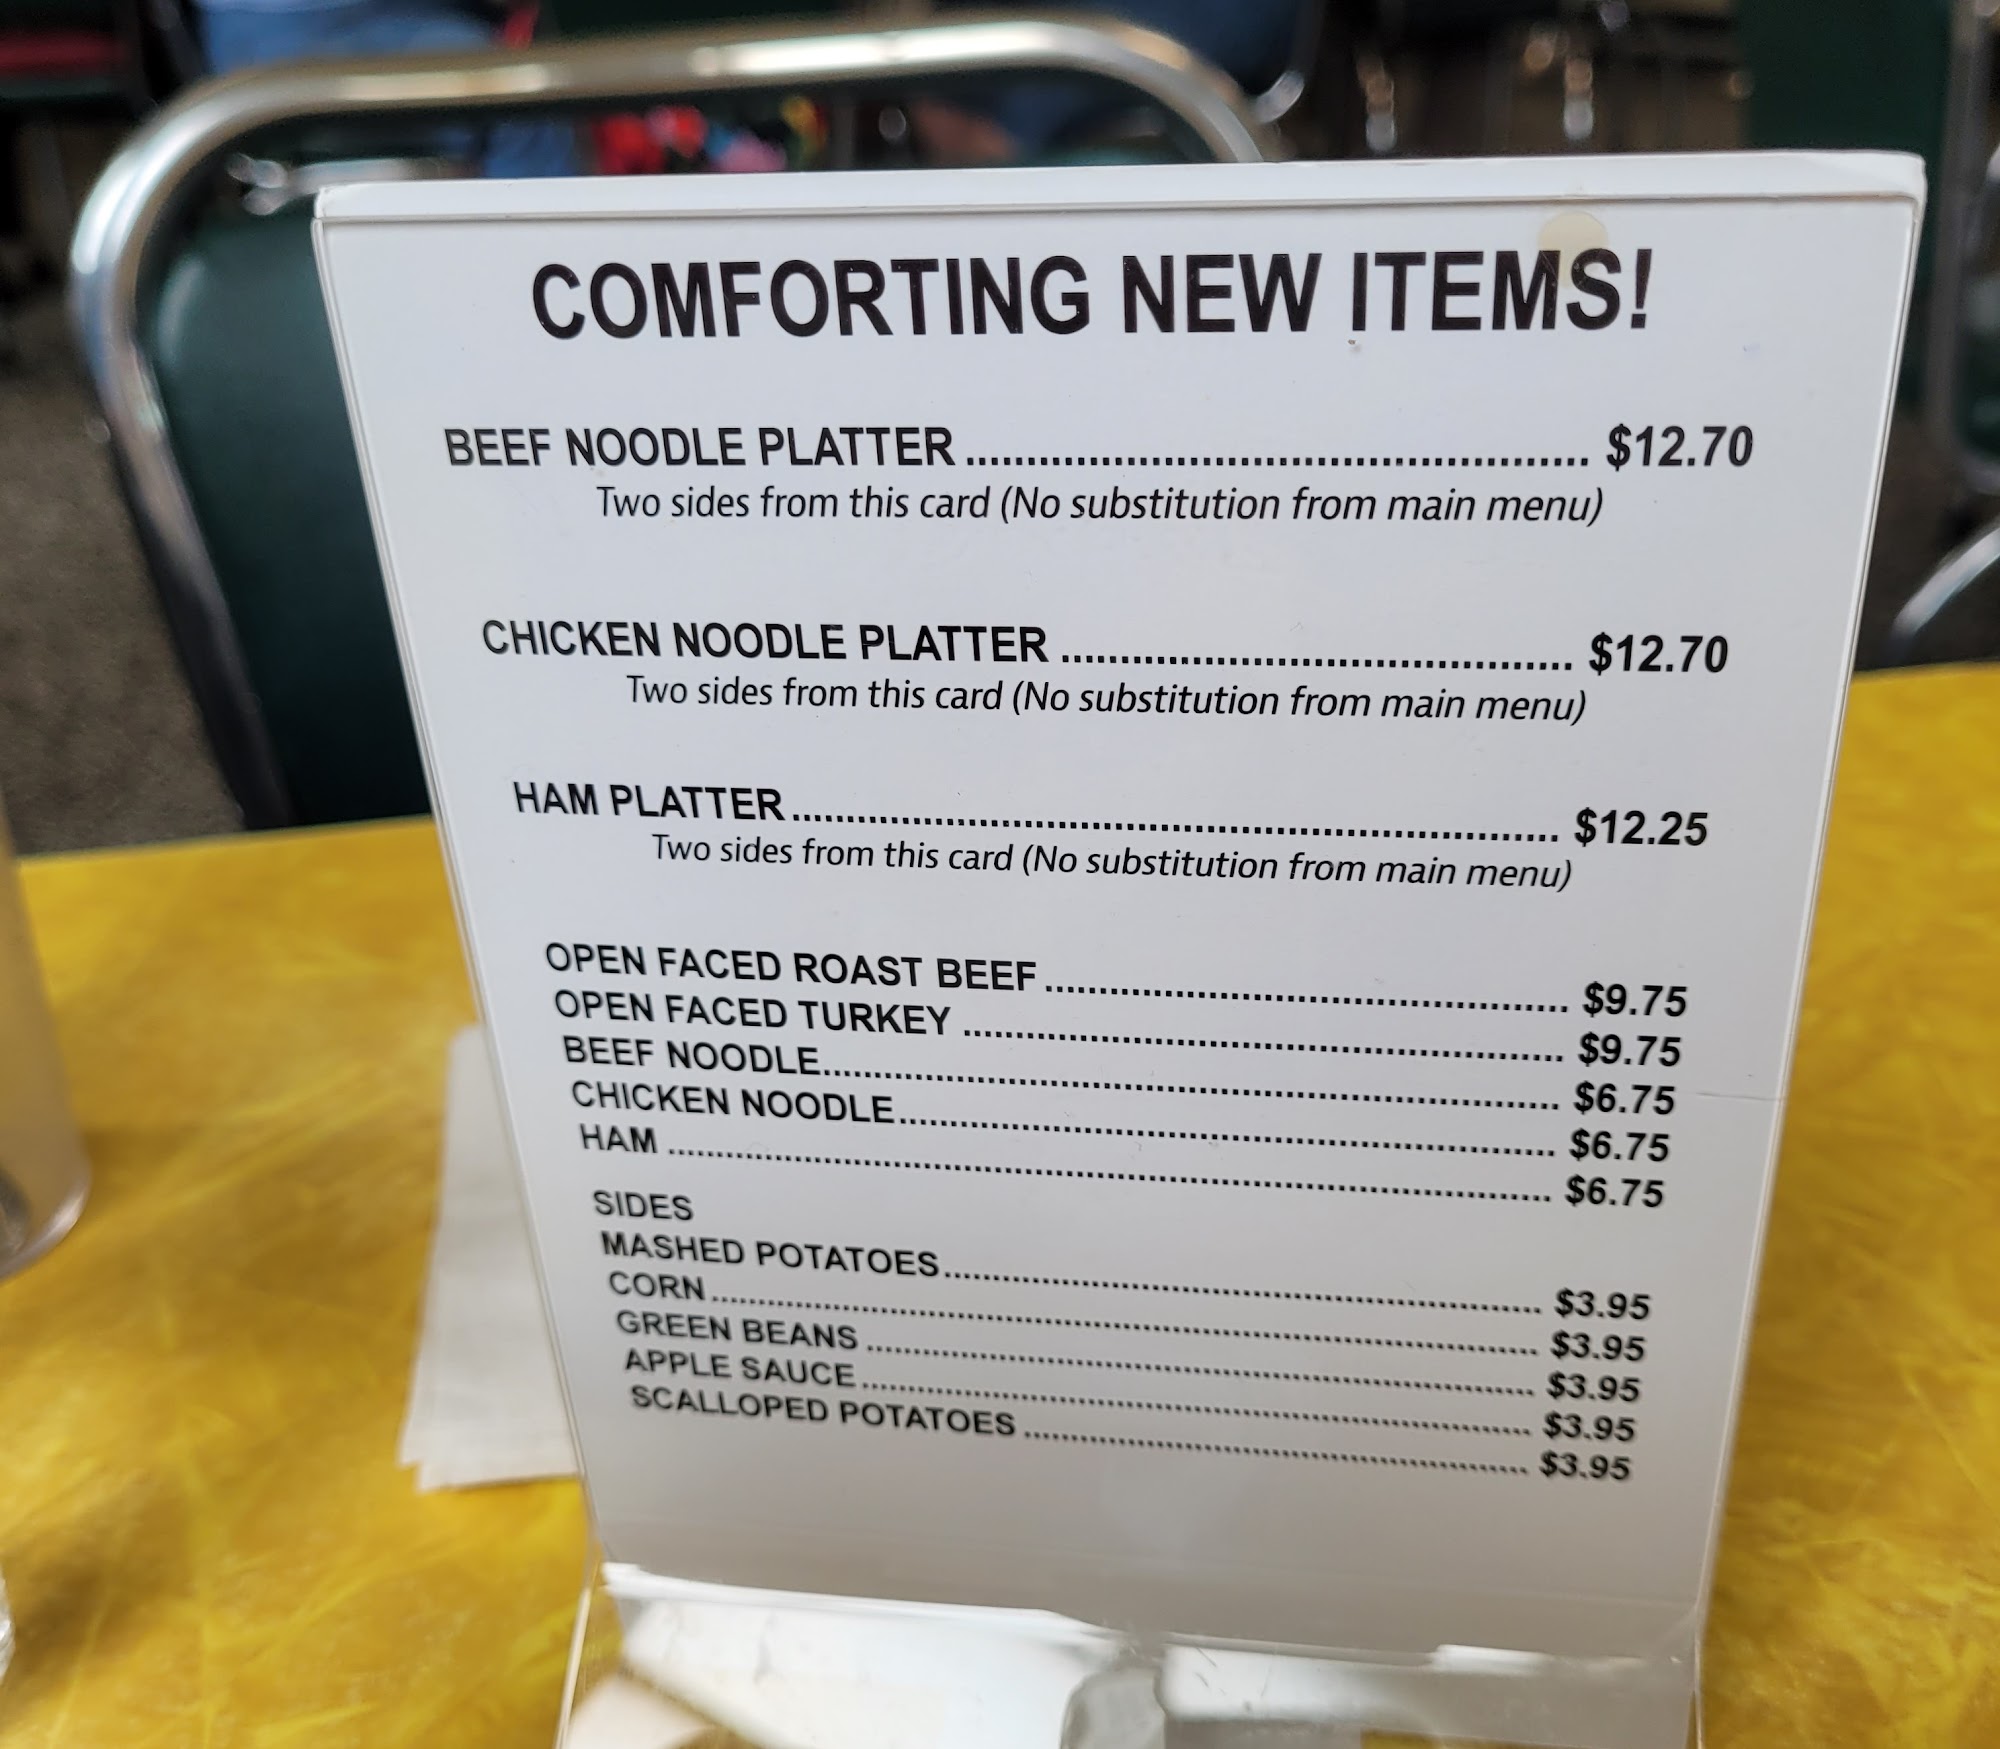 COMFORTING NEW ITEMS!
BEEF NOODLE PLATTER ........ $12.70
Two sides from this card (No substitution from main menu)
CHICKEN NOODLE PLATTER ........ $12.70
Two sides from this card (No substitution from main menu)
HAM PLATTER ........ $12.25
Two sides from this card (No substitution from main menu)
OPEN FACED ROAST BEEF ........ $9.75
OPEN FACED TURKEY ........ $9.75
BEEF NOODLE ........ $6.75
CHICKEN NOODLE ........ $6.75
HAM ........ $6.75
SIDES
MASHED POTATOES ........ $3.95
CORN ........ $3.95
GREEN BEANS ........ $3.95
APPLE SAUCE ........ $3.95
SCALLOPED POTATOES ........ $3.95